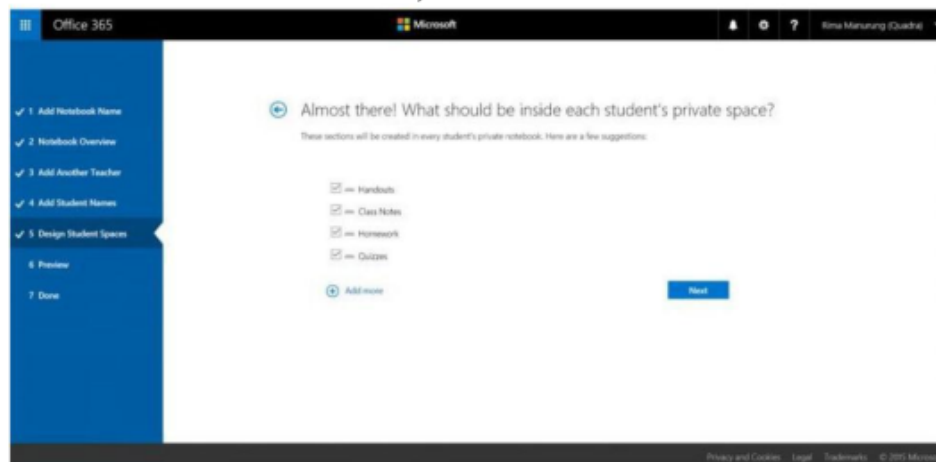 Office 365
Microsoft
? Rima Manurung (Quadra)
✓ 1 Add Notebook Name
✓ 2 Notebook Overview
✓ 3 Add Another Teacher
✓ 4 Add Student Names
✓ 5 Design Student Spaces
6 Preview
7 Done
Almost there! What should be inside each student's private space?
These sections will be created in every student's private notebook. Here are a few suggestions:
Handouts
Class Notes
Homework
Quizzes
Add more
Next
Privacy and Cookies Legal Trademarks © 2015 Microso